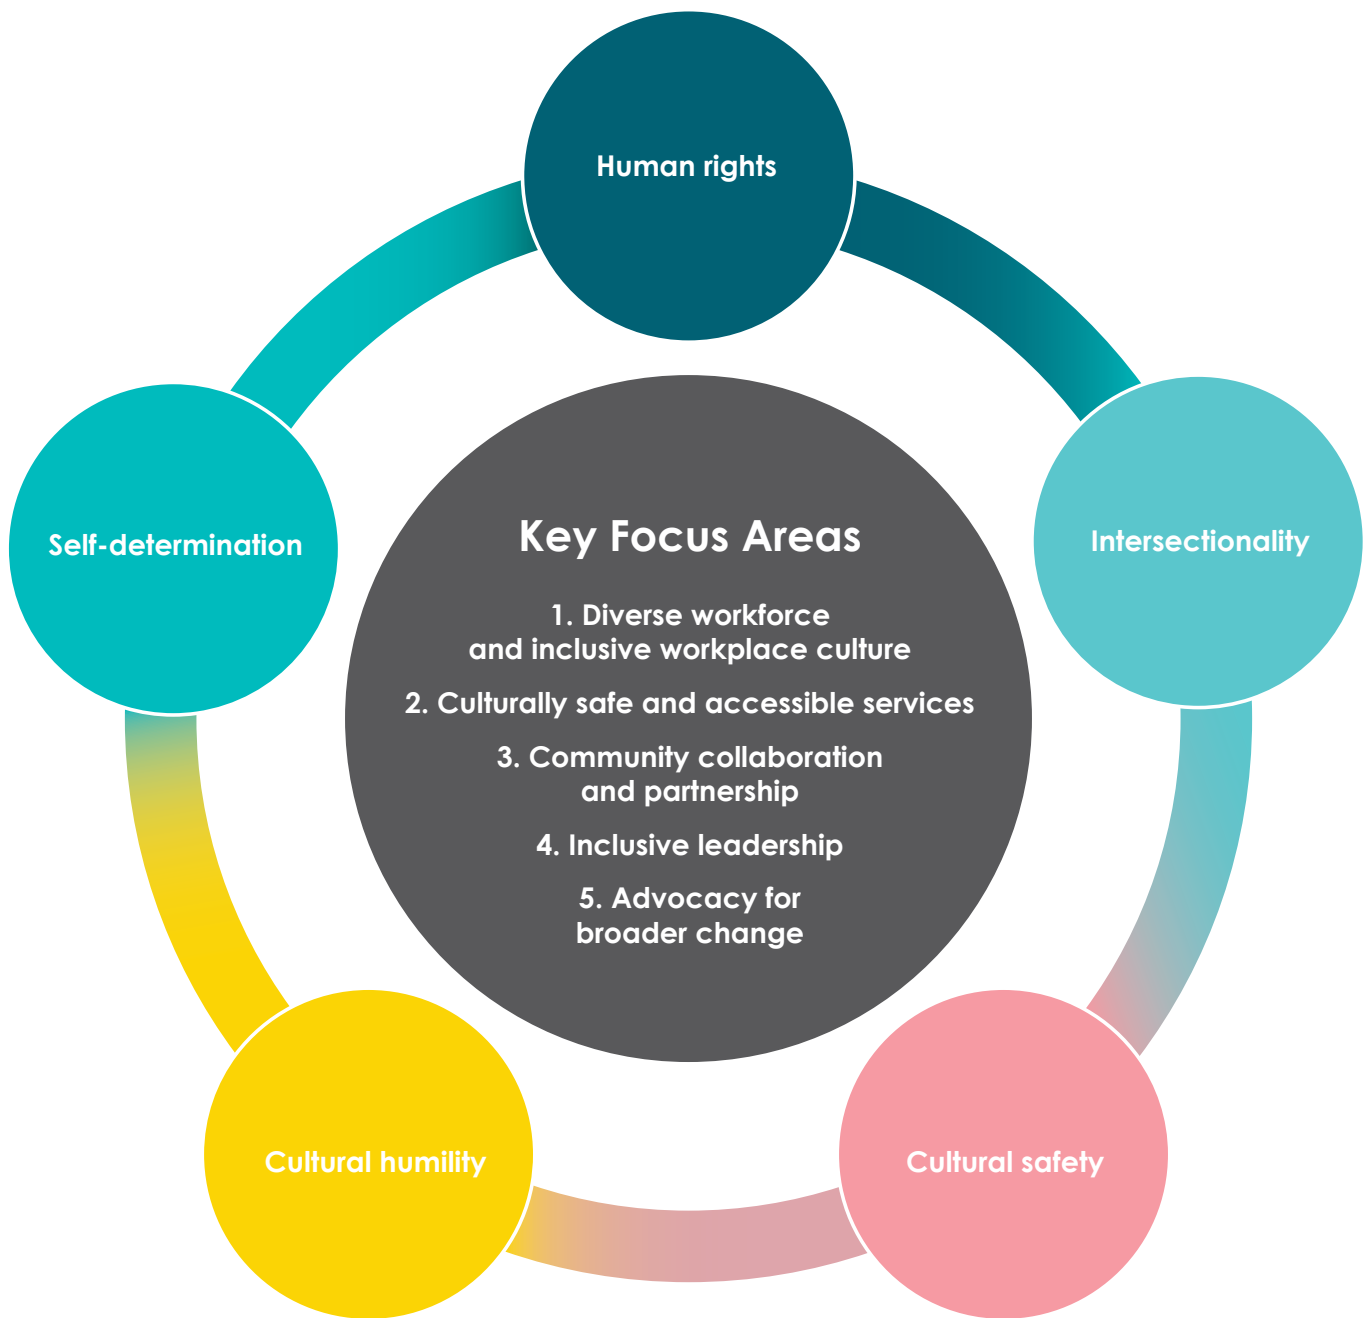 Human rights
Self-determination
Intersectionality
Key Focus Areas
1. Diverse workforce
and inclusive workplace culture
2. Culturally safe and accessible services
3. Community collaboration
and partnership
4. Inclusive leadership
5. Advocacy for
broader change
Cultural humility
Cultural safety